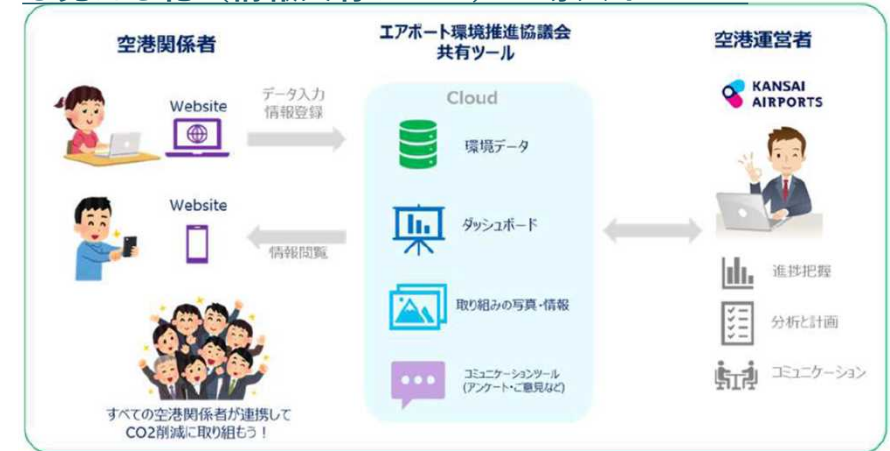 空港関係者
エアポート環境推進協議会
共有ツール
空港運営者
Website
データ入力
情報登録
Cloud
KANSAI
AIRPORTS
環境データ
Website
ダッシュボード
情報閲覧
進捗把握
取り組みの写真・情報
分析と計画
コミュニケーションツール
(アンケート・ご意見など)
コミュニケーション
すべての空港関係者が連携して
CO2削減に取り組もう！